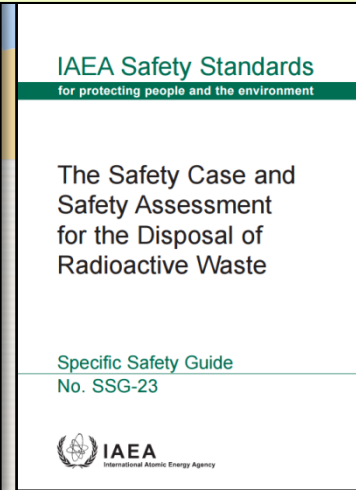 IAEA Safety Standards
for protecting people and the environment
The Safety Case and
Safety Assessment
for the Disposal of
Radioactive Waste
Specific Safety Guide
No. SSG-23
IAEA
International Atomic Energy Agency